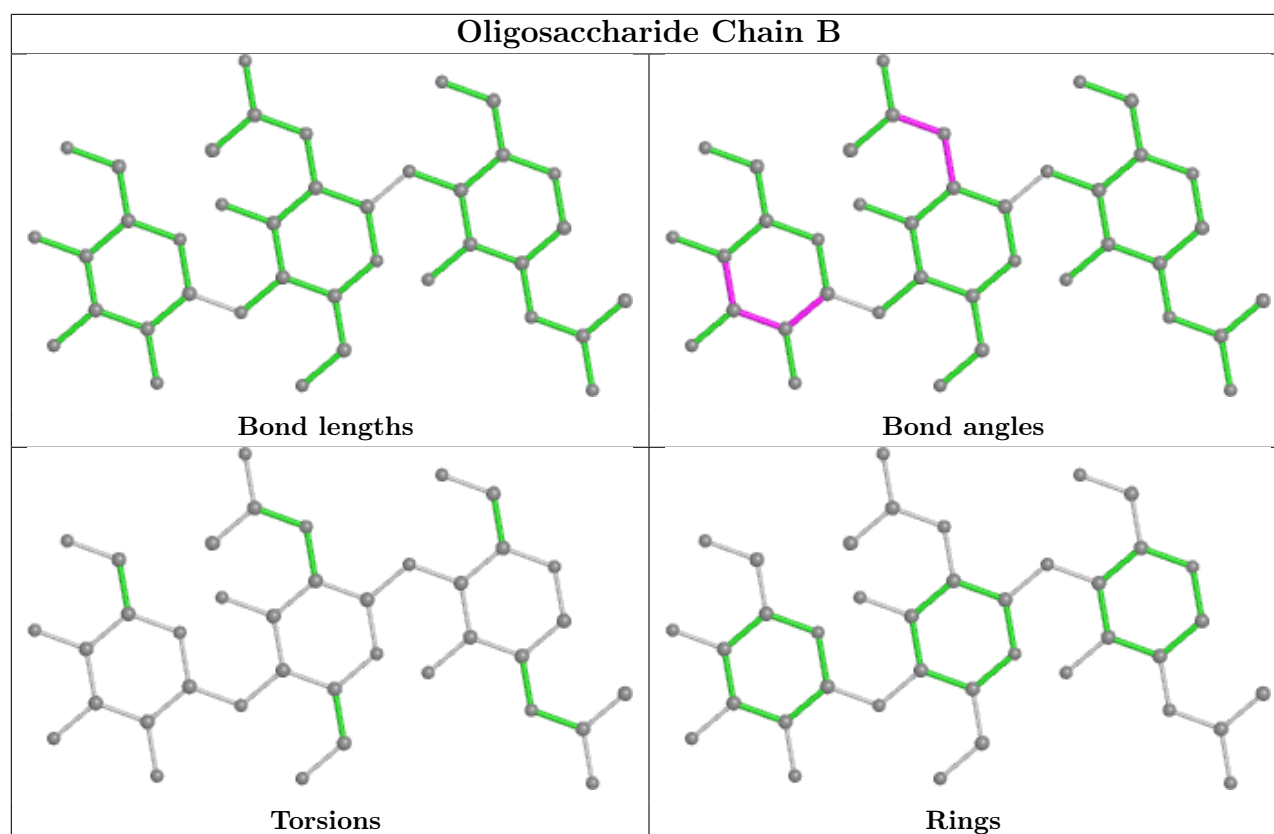 Oligosaccharide Chain B
Bond lengths
Bond angles
Torsions
Rings